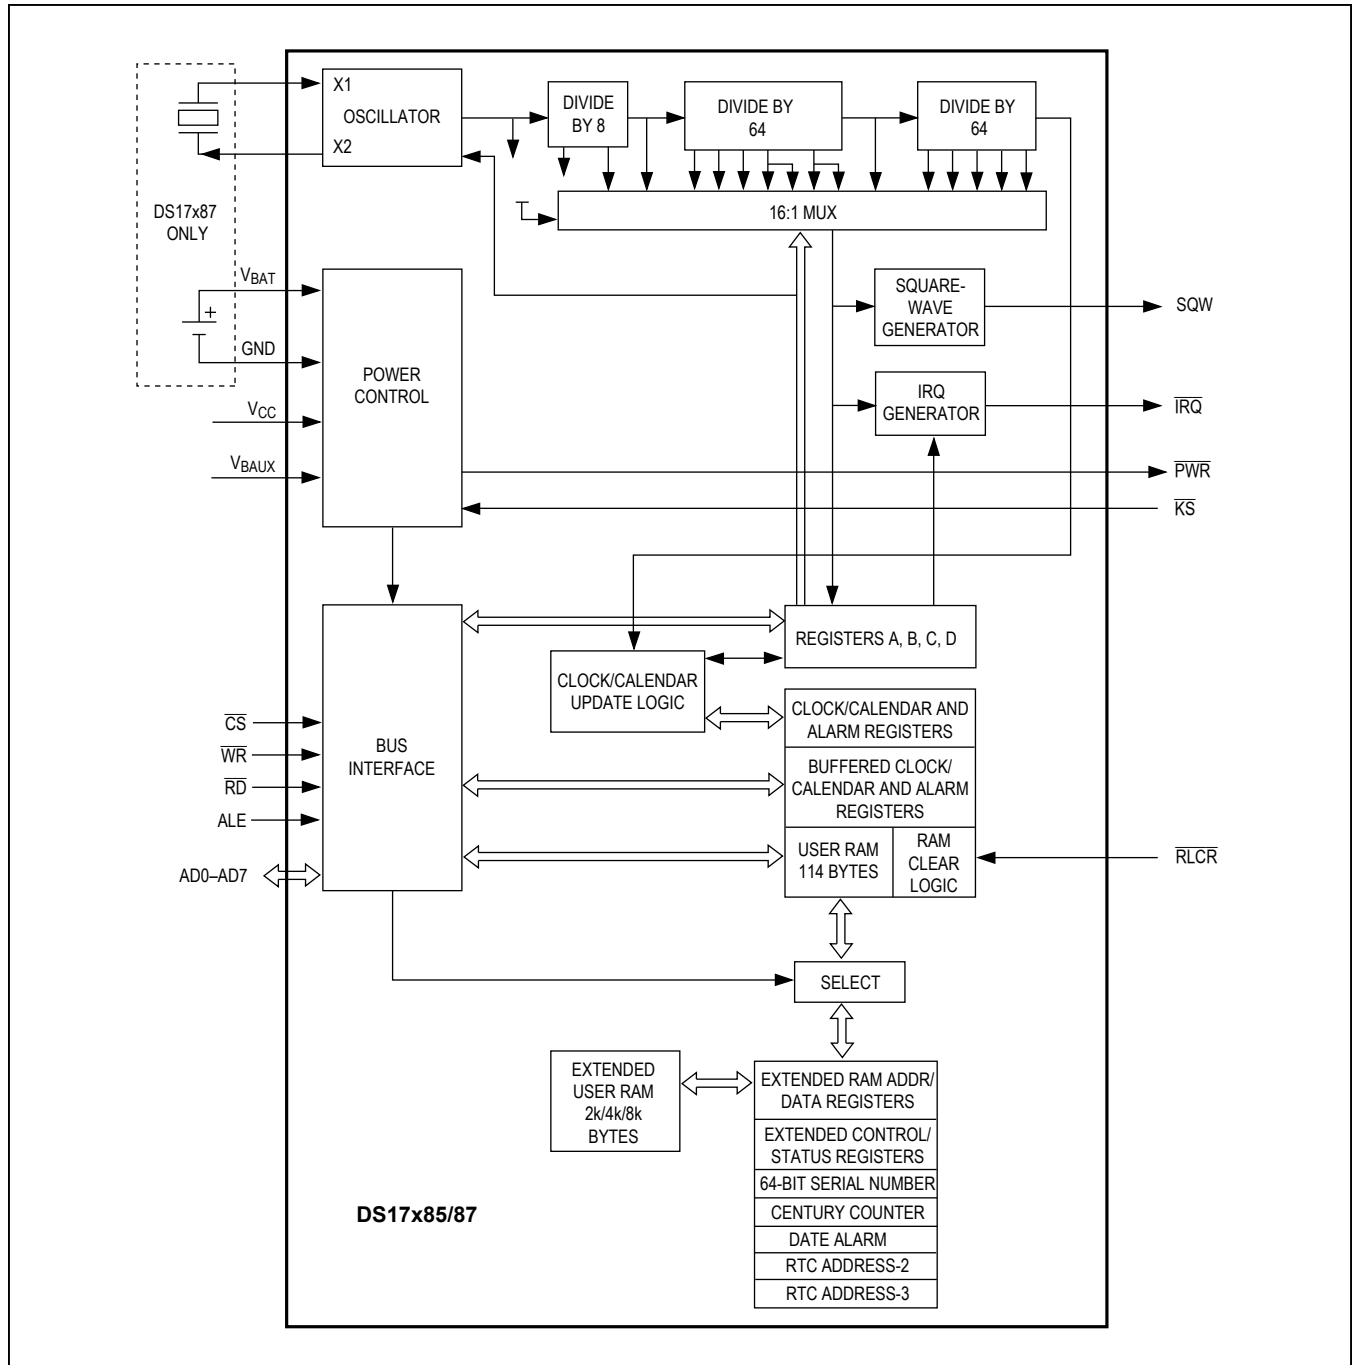 X1
OSCILLATOR
X2
DIVIDE
BY 8
DIVIDE BY
64
DIVIDE BY
64
16:1 MUX
DS17x87
ONLY
VBAT
+
GND
VCC
VBAUX
POWER
CONTROL
SQUARE-
WAVE
GENERATOR
SQW
IRQ
GENERATOR
IRQ
PWR
KS
REGISTERS A, B, C, D
CLOCK/CALENDAR
UPDATE LOGIC
CS
WR
RD
ALE
AD0–AD7
BUS
INTERFACE
CLOCK/CALENDAR AND
ALARM REGISTERS
BUFFERED CLOCK/
CALENDAR AND ALARM
REGISTERS
USER RAM
114 BYTES
RAM
CLEAR
LOGIC
RLCR
SELECT
EXTENDED
USER RAM
2k/4k/8k
BYTES
EXTENDED RAM ADDR/
DATA REGISTERS
EXTENDED CONTROL/
STATUS REGISTERS
64-BIT SERIAL NUMBER
CENTURY COUNTER
DATE ALARM
RTC ADDRESS-2
RTC ADDRESS-3
DS17x85/87